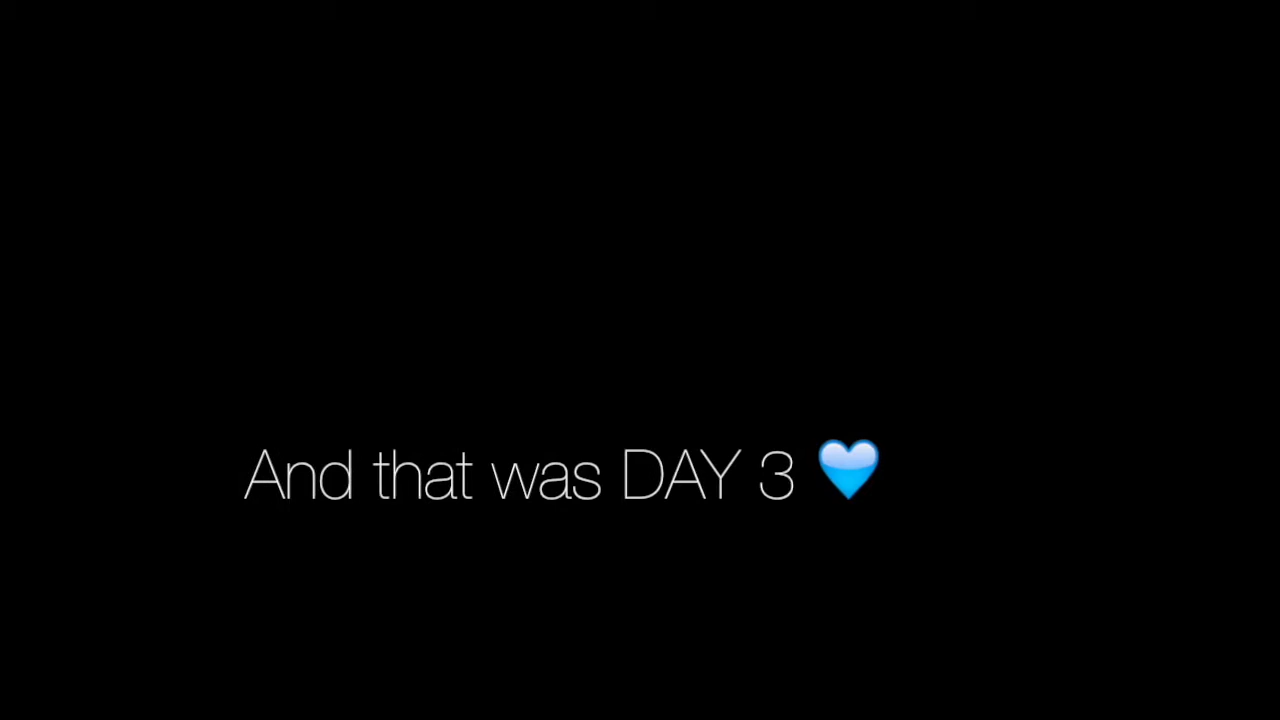 And that was DAY 3 💙